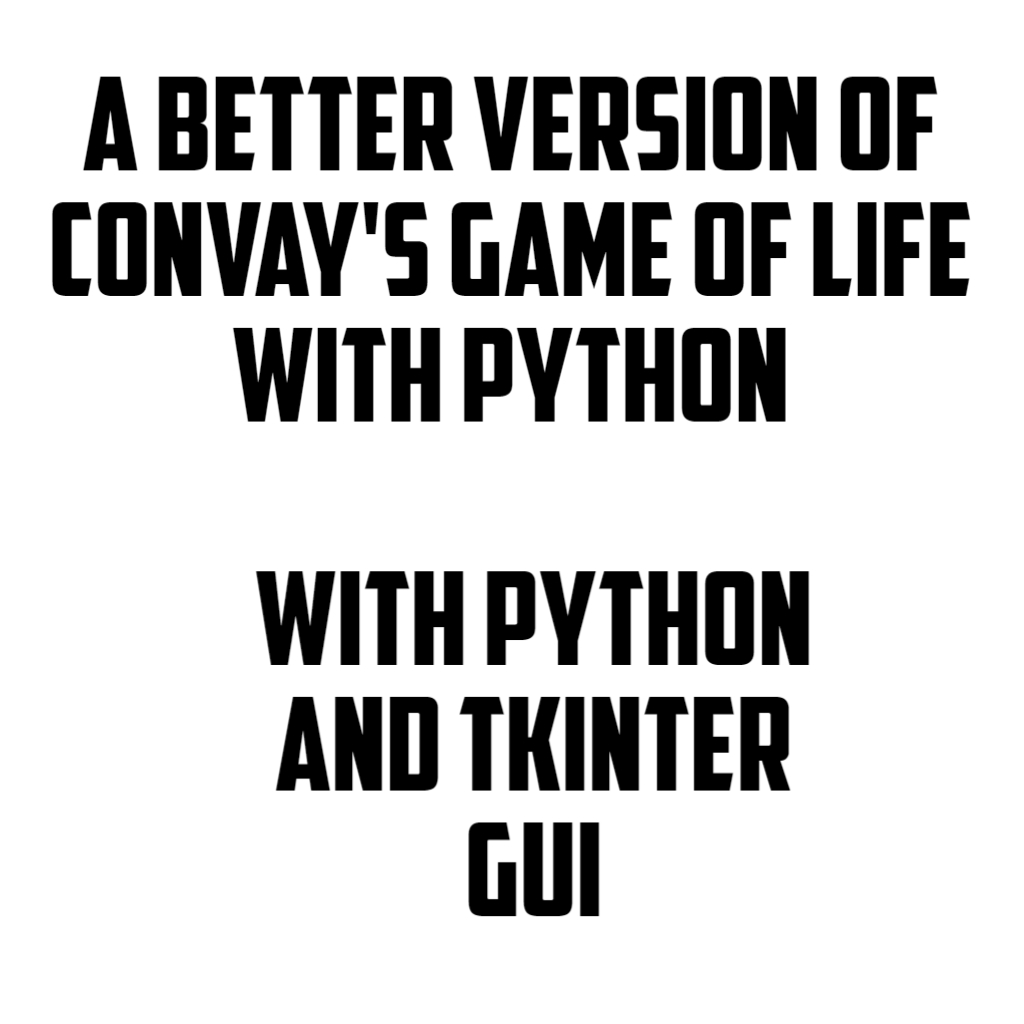 A BETTER VERSION OF
CONVAY'S GAME OF LIFE
WITH PYTHON
WITH PYTHON
AND TKINTER
GUI